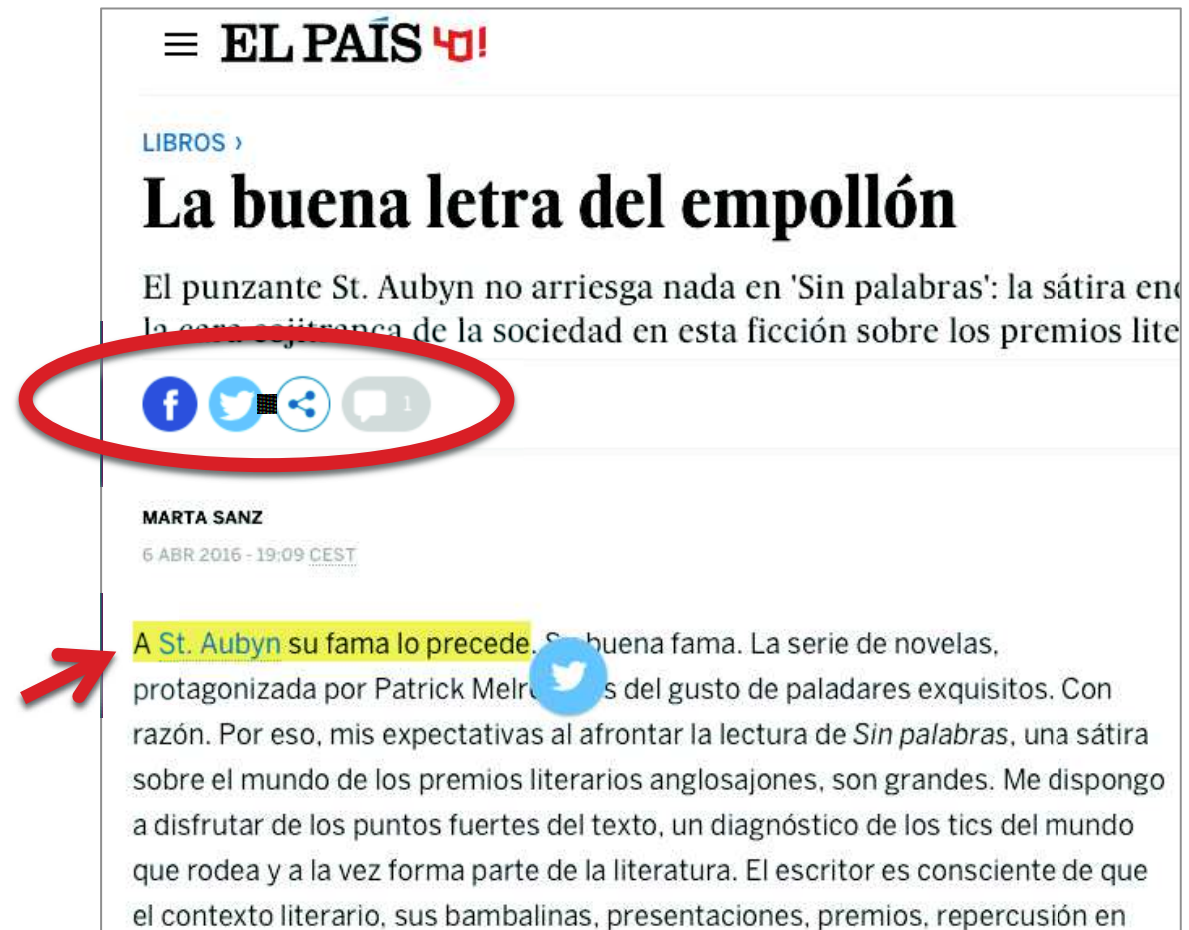 EL PAÍS 40!
LIBROS ›
La buena letra del empollón
El punzante St. Aubyn no arriesga nada en 'Sin palabras': la sátira
la cara cojitranca de la sociedad en esta ficción sobre los premios
f 1
MARTA SANZ
6 ABR 2016 - 19:09 CEST
A St. Aubyn su fama lo precede. Su buena fama. La serie de novelas,
protagonizada por Patrick del gusto de paladares exquisitos. Con
razón. Por eso, mis expectativas al afrontar la lectura de Sin palabras, una sátira
sobre el mundo de los premios literarios anglosajones, son grandes. Me dispongo
a disfrutar de los puntos fuertes del texto, un diagnóstico de los tics del mundo
que rodea y a la vez forma parte de la literatura. El escritor es consciente de que
el contexto literario, sus bambalinas, presentaciones, premios, repercusión en